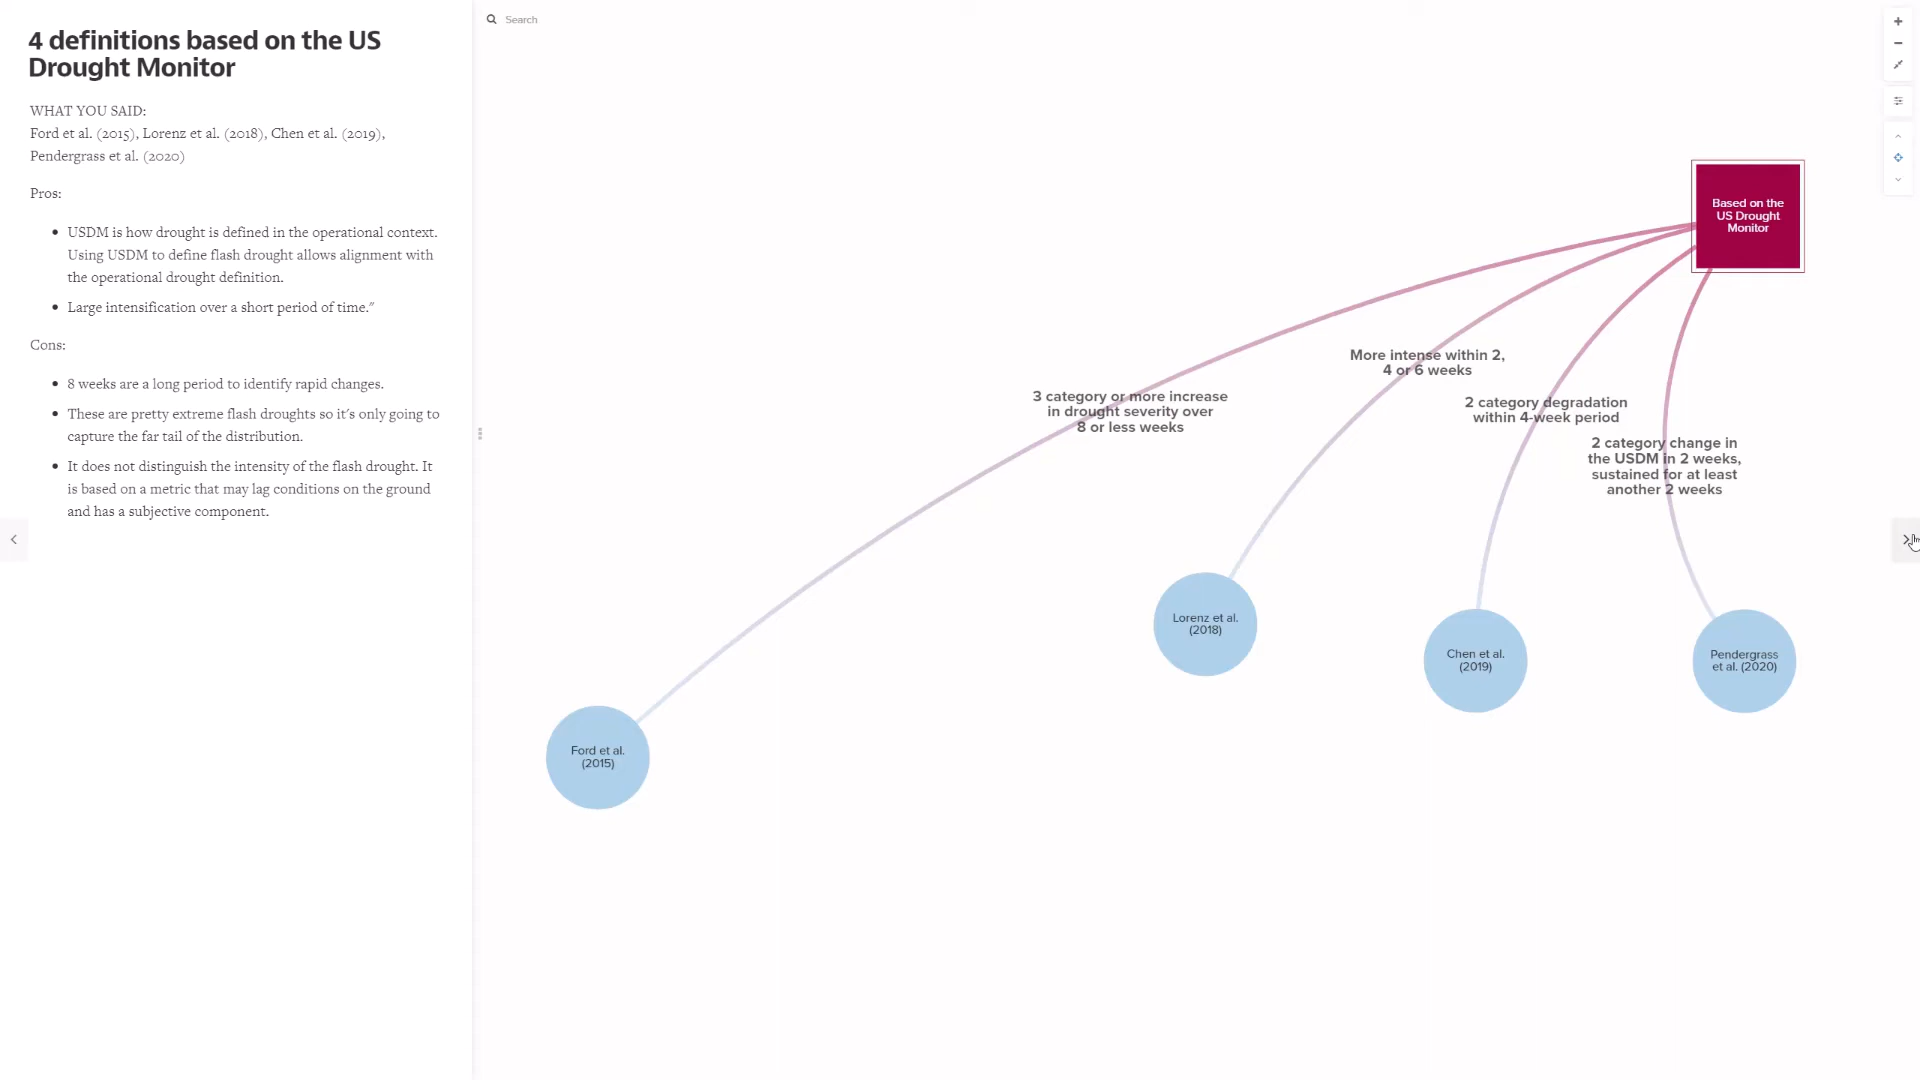 4 definitions based on the US
Drought Monitor
WHAT YOU SAID:
Ford et al. (2015), Lorenz et al. (2018), Chen et al. (2019),
Pendergrass et al. (2020)
Pros:
• USDM is how drought is defined in the operational context.
Using USDM to define flash drought allows alignment with
the operational drought definition.
• Large intensification over a short period of time."
Cons:
• 8 weeks are a long period to identify rapid changes.
• These are pretty extreme flash droughts so it's only going to
capture the far tail of the distribution.
• It does not distinguish the intensity of the flash drought. It
is based on a metric that may lag conditions on the ground
and has a subjective component.
Search
Based on the
US Drought
Monitor
More intense within 2,
4 or 6 weeks
3 category or more increase
in drought severity over
8 or less weeks
2 category degradation
within 4-week period
2 category change in
the USDM in 2 weeks,
sustained for at least
another 2 weeks
Lorenz et al.
(2018)
Chen et al.
(2019)
Pendergrass
et al. (2020)
Ford et al.
(2015)